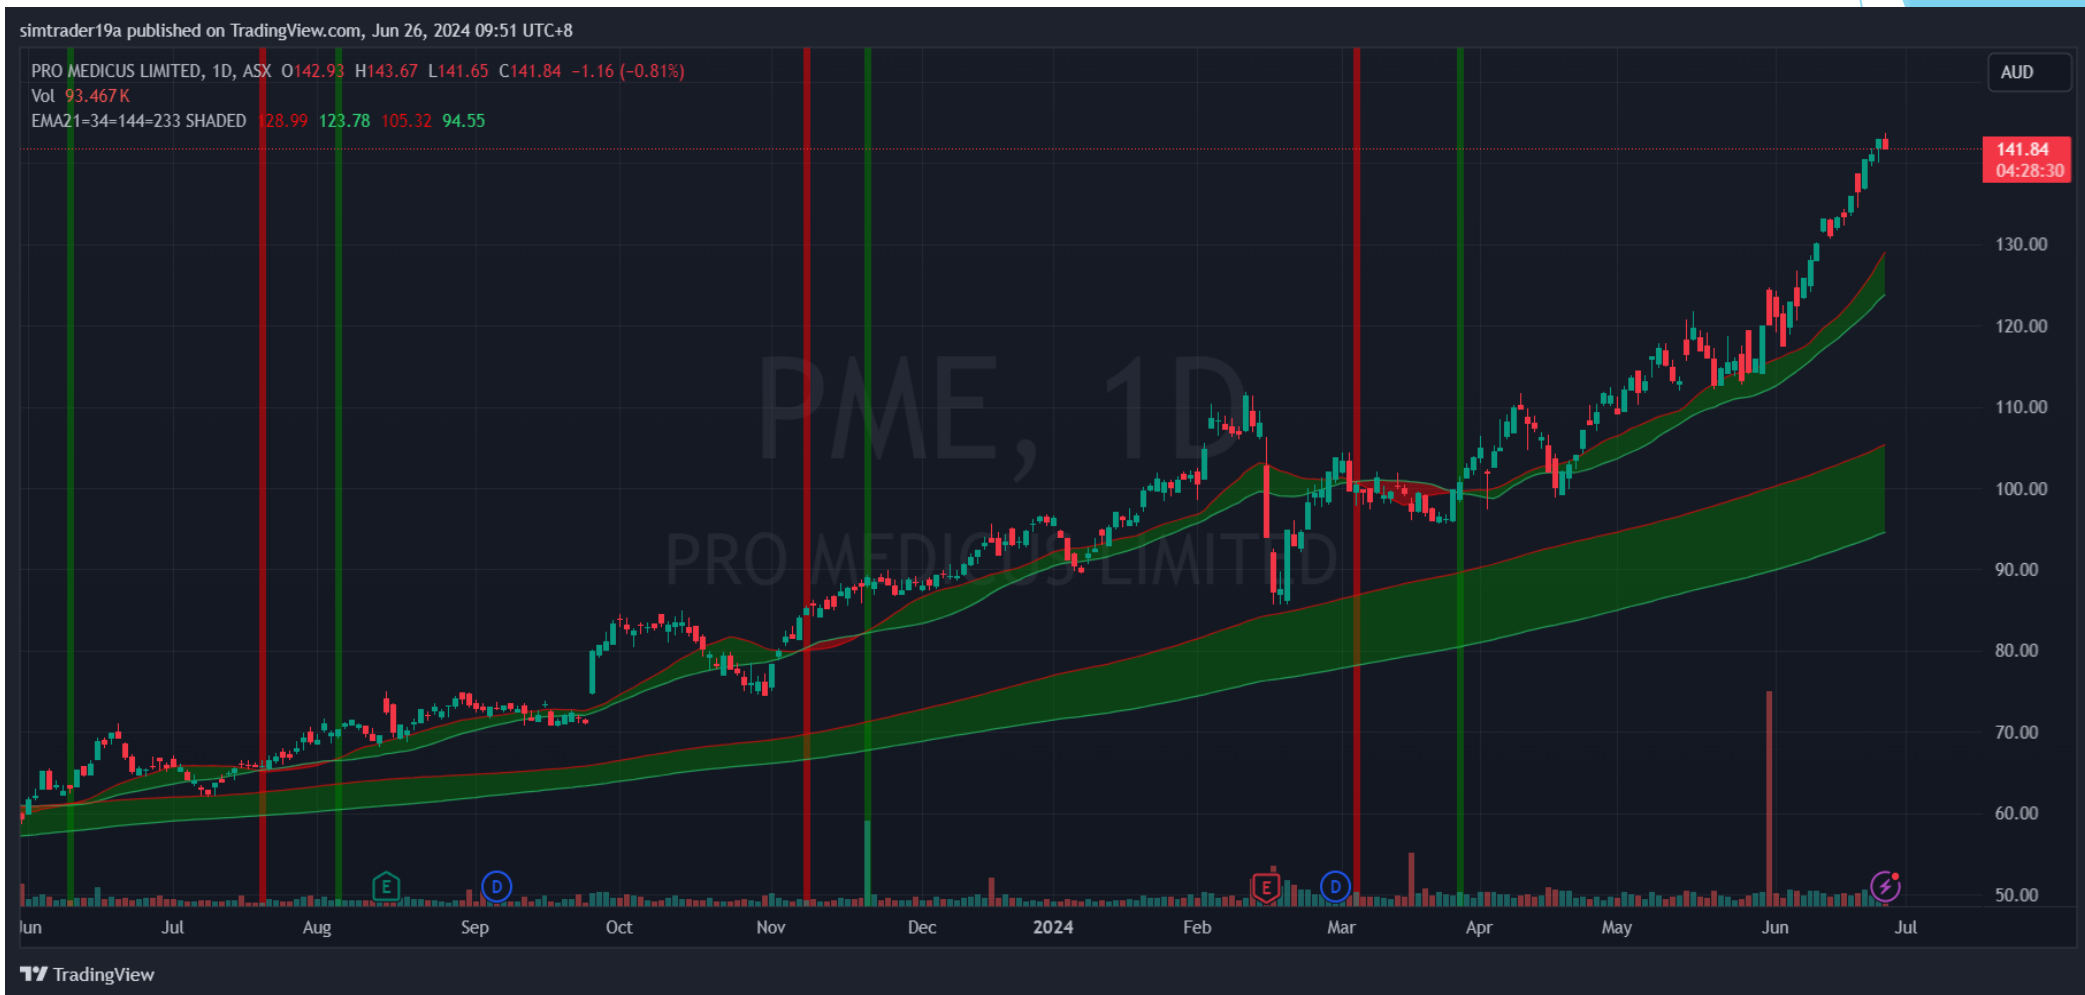 simtrader19a published on TradingView.com, Jun 26, 2024 09:51 UTC+8
PRO MEDICUS LIMITED, 1D, ASX O142.93 H143.67 L141.65 C141.84 −1.16 (−0.81%)
AUD
Vol 93.467K
EMA21=34=144=233 SHADED 128.99 123.78 105.32 94.55
141.84
04:28:30
130.00
120.00
PME, 1D
110.00
100.00
PRO MEDICUS LIMITED
90.00
80.00
70.00
60.00
E D E D
50.00
Jun Jul Aug Sep Oct Nov Dec 2024 Feb Mar Apr May Jun Jul
TradingView